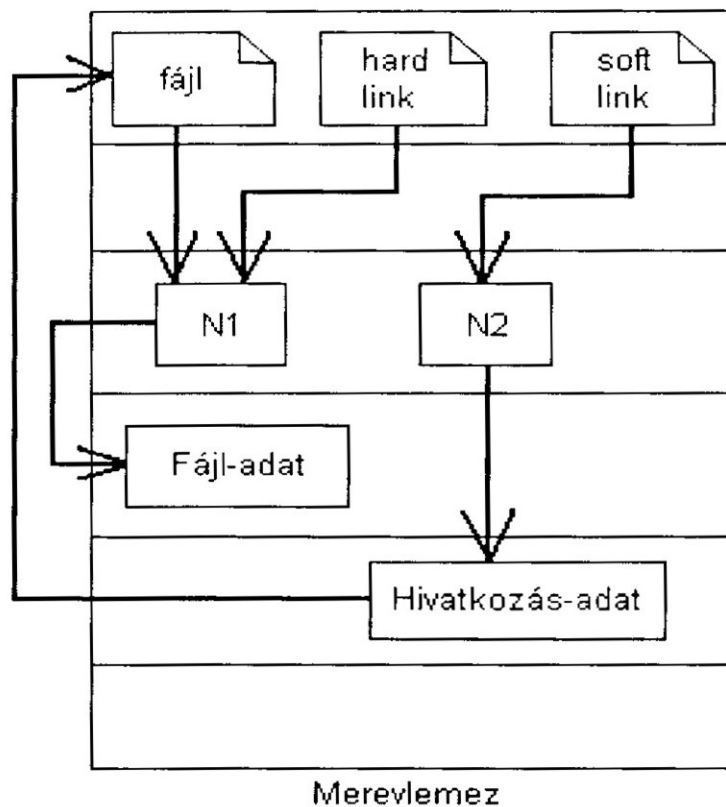 fájl
hard
link
soft
link
N1
N2
Fájl-adat
Hivatkozás-adat
Merevlemez